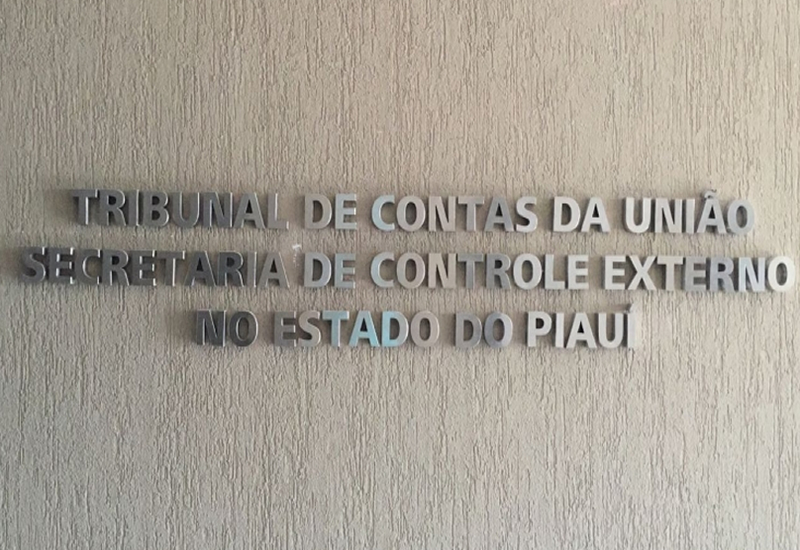 TRIBUNAL DE CONTAS DA UNIÃO
SECRETARIA DE CONTROLE EXTERNO
NO ESTADO DO PIAUÍ